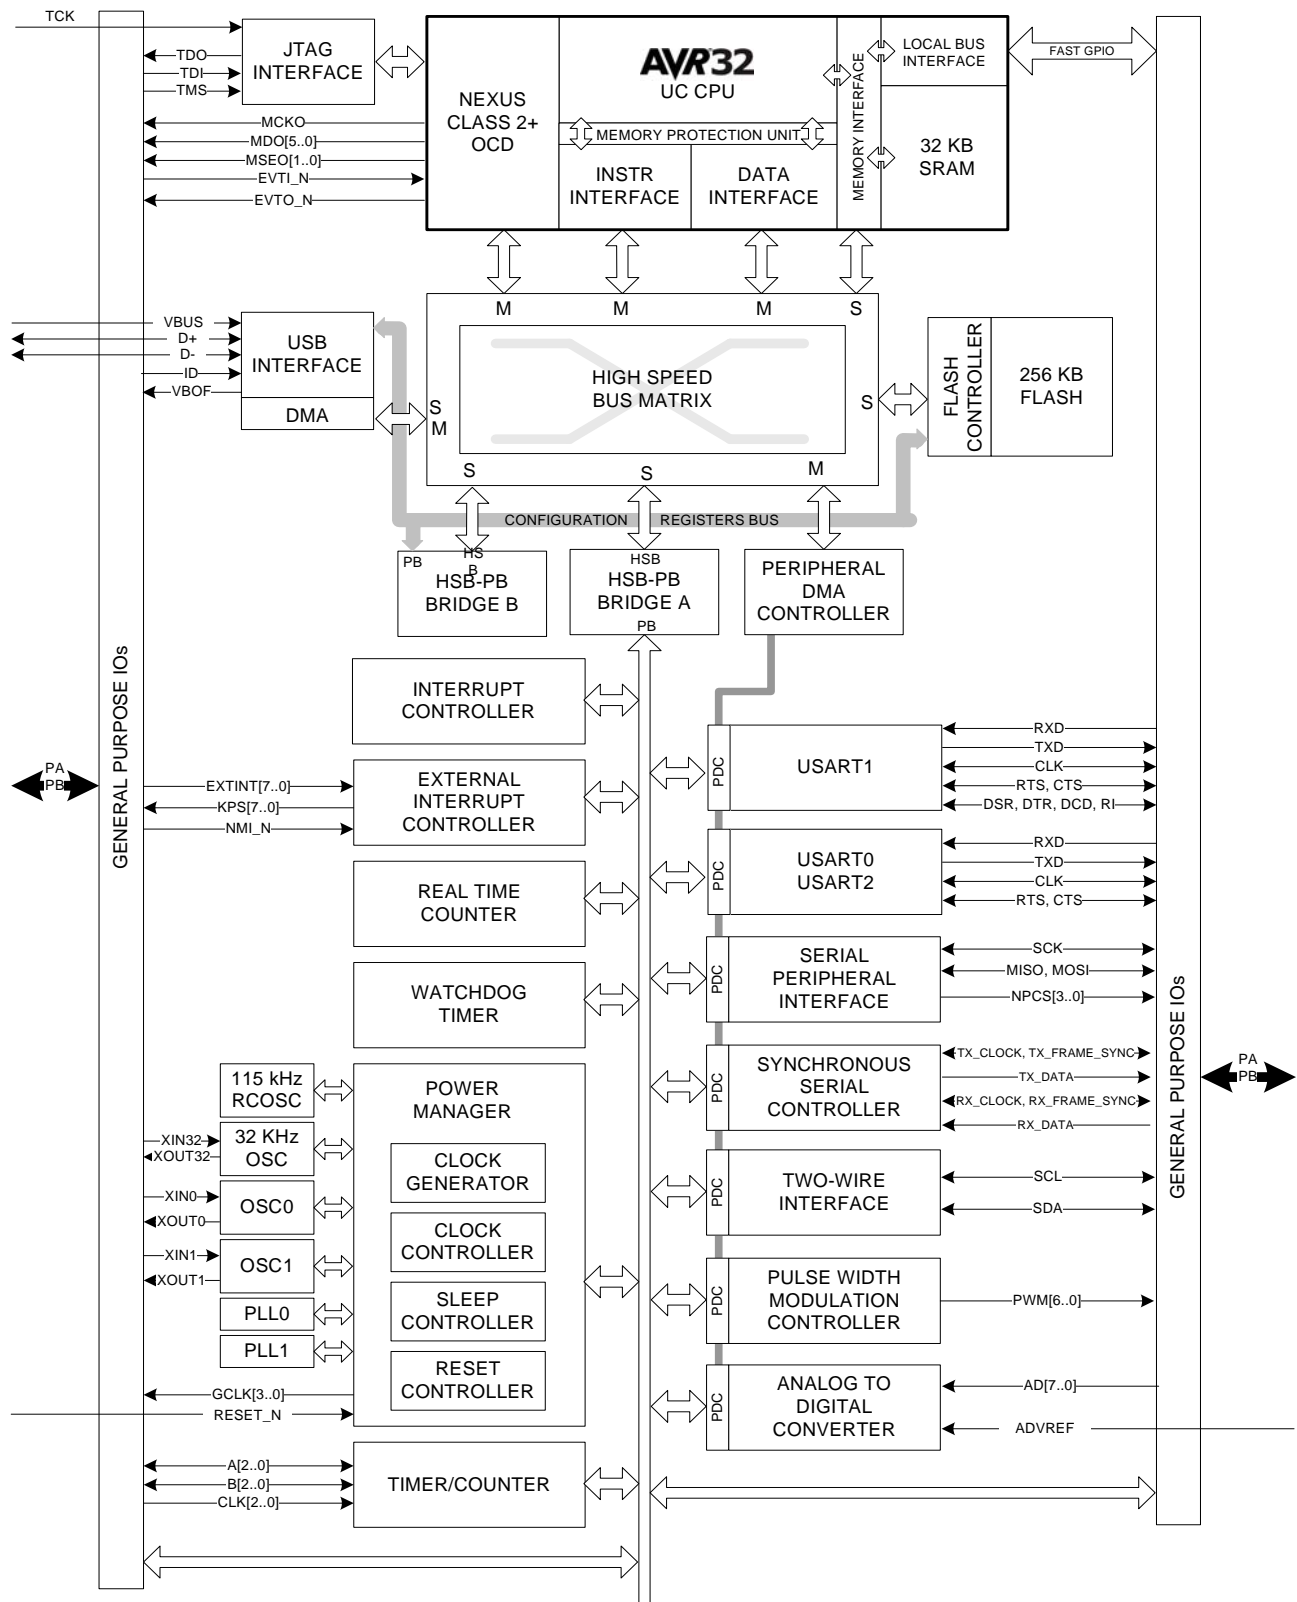 TCK
TDO
TDI
TMS
JTAG
INTERFACE
MCKO
MDO[5..0]
MSEO[1..0]
EVTI_N
EVTO_N
NEXUS
CLASS 2+
OCD
AVR32
UC CPU
MEMORY PROTECTION UNIT
INSTR
INTERFACE
DATA
INTERFACE
MEMORY INTERFACE
LOCAL BUS
INTERFACE
32 KB
SRAM
FAST GPIO
M
M
M
S
VBUS
D+
D-
ID
VBOF
USB
INTERFACE
DMA
S
M
HIGH SPEED
BUS MATRIX
S
FLASH
CONTROLLER
256 KB
FLASH
S
S
M
CONFIGURATION
REGISTERS BUS
PB
HS
B
HSB-PB
BRIDGE B
HSB
HSB-PB
BRIDGE A
PB
PERIPHERAL
DMA
CONTROLLER
GENERAL PURPOSE IOs
PA
PB
INTERRUPT
CONTROLLER
EXTINT[7..0]
KPS[7..0]
NMI_N
EXTERNAL
INTERRUPT
CONTROLLER
REAL TIME
COUNTER
WATCHDOG
TIMER
115 kHz
RCOSC
XIN32
XOUT32
32 KHz
OSC
XIN0
XOUT0
OSC0
XIN1
XOUT1
OSC1
PLL0
PLL1
GCLK[3..0]
RESET_N
POWER
MANAGER
CLOCK
GENERATOR
CLOCK
CONTROLLER
SLEEP
CONTROLLER
RESET
CONTROLLER
A[2..0]
B[2..0]
CLK[2..0]
TIMER/COUNTER
PDC
USART1
RXD
TXD
CLK
RTS, CTS
DSR, DTR, DCD, RI
PDC
USART0
USART2
RXD
TXD
CLK
RTS, CTS
PDC
SERIAL
PERIPHERAL
INTERFACE
SCK
MISO, MOSI
NPCS[3..0]
PDC
SYNCHRONOUS
SERIAL
CONTROLLER
TX_CLOCK, TX_FRAME_SYNC
TX_DATA
RX_CLOCK, RX_FRAME_SYNC
RX_DATA
PDC
TWO-WIRE
INTERFACE
SCL
SDA
PDC
PULSE WIDTH
MODULATION
CONTROLLER
PWM[6..0]
PDC
ANALOG TO
DIGITAL
CONVERTER
AD[7..0]
ADVREF
GENERAL PURPOSE IOs
PA
PB